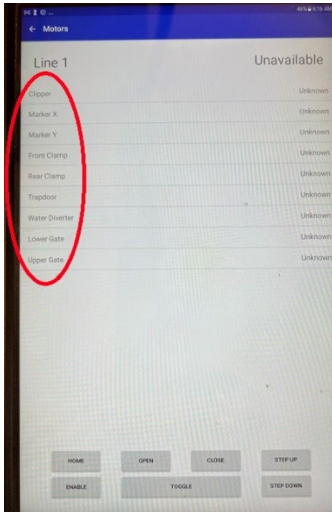 ← Motors
Line 1 Unavailable
Clipper Unknown
Marker X Unknown
Marker Y Unknown
Front Clamp Unknown
Rear Clamp Unknown
Trapdoor Unknown
Water Diverter Unknown
Lower Gate Unknown
Upper Gate Unknown
HOME OPEN CLOSE STEP UP
ENABLE TOGGLE STEP DOWN